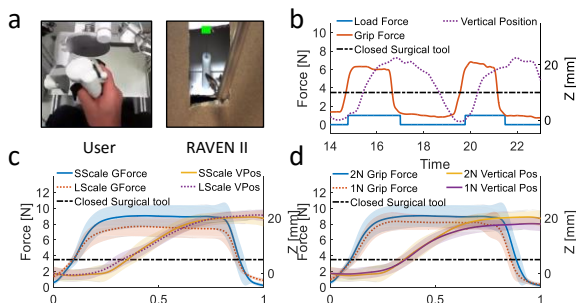 a
User
RAVEN II
b
Load Force
Vertical Position
Grip Force
Closed Surgical tool
Force [N]
10
8
6
4
2
0
14
16
18
20
22
Time
Z [mm]
20
0
c
SScale GForce
SScale VPos
LScale GForce
LScale VPos
Closed Surgical tool
Force [N]
12
10
8
6
4
2
0
0
0.5
1
Z [mm]
20
0
d
2N Grip Force
2N Vertical Pos
1N Grip Force
1N Vertical Pos
Closed Surgical tool
Force [N]
12
10
8
6
4
2
0
0
0.5
1
Z [mm]
20
0